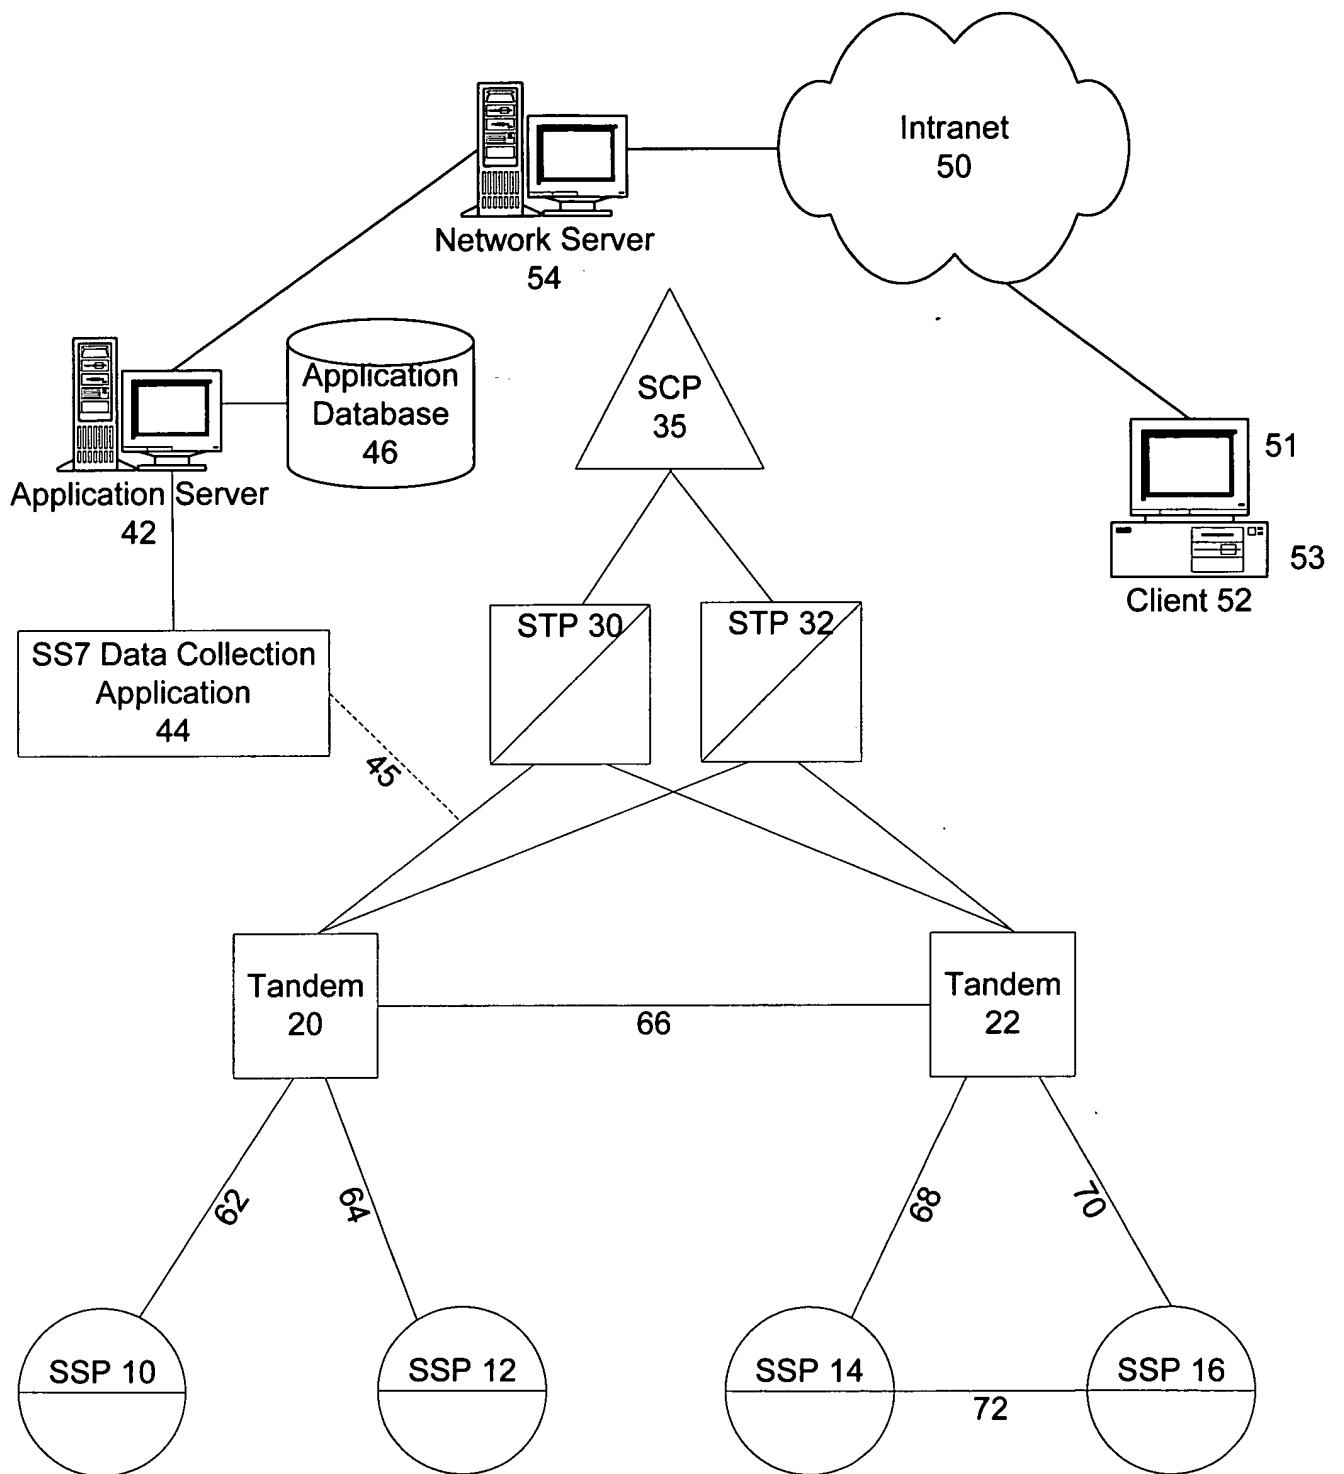 Intranet
50
Network Server
54
Application
Database
46
SCP
35
51
Application Server
42
53
Client 52
STP 30
STP 32
SS7 Data Collection
Application
44
45
Tandem
20
66
Tandem
22
62
64
68
70
SSP 10
SSP 12
SSP 14
72
SSP 16